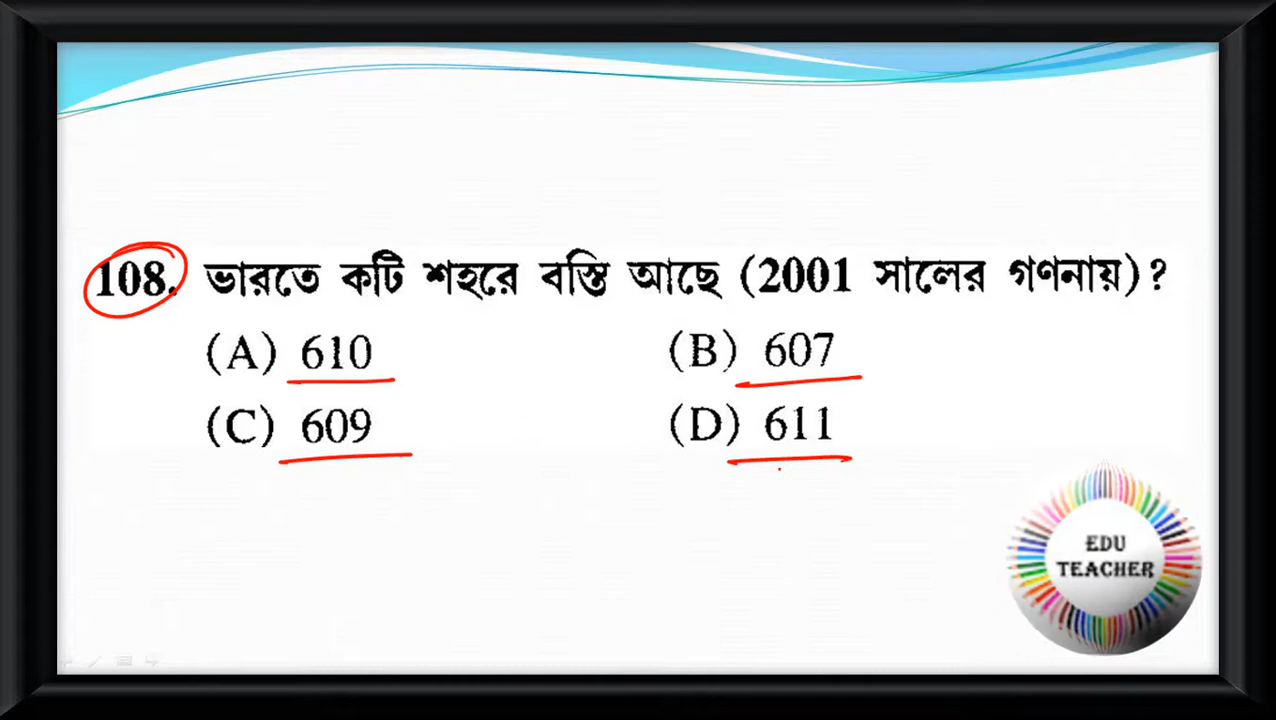 108. ভারতে কটি শহরে বস্তি আছে (2001 সালের গণনায়) ?
(A) 610 (B) 607
(C) 609 (D) 611
EDU
TEACHER